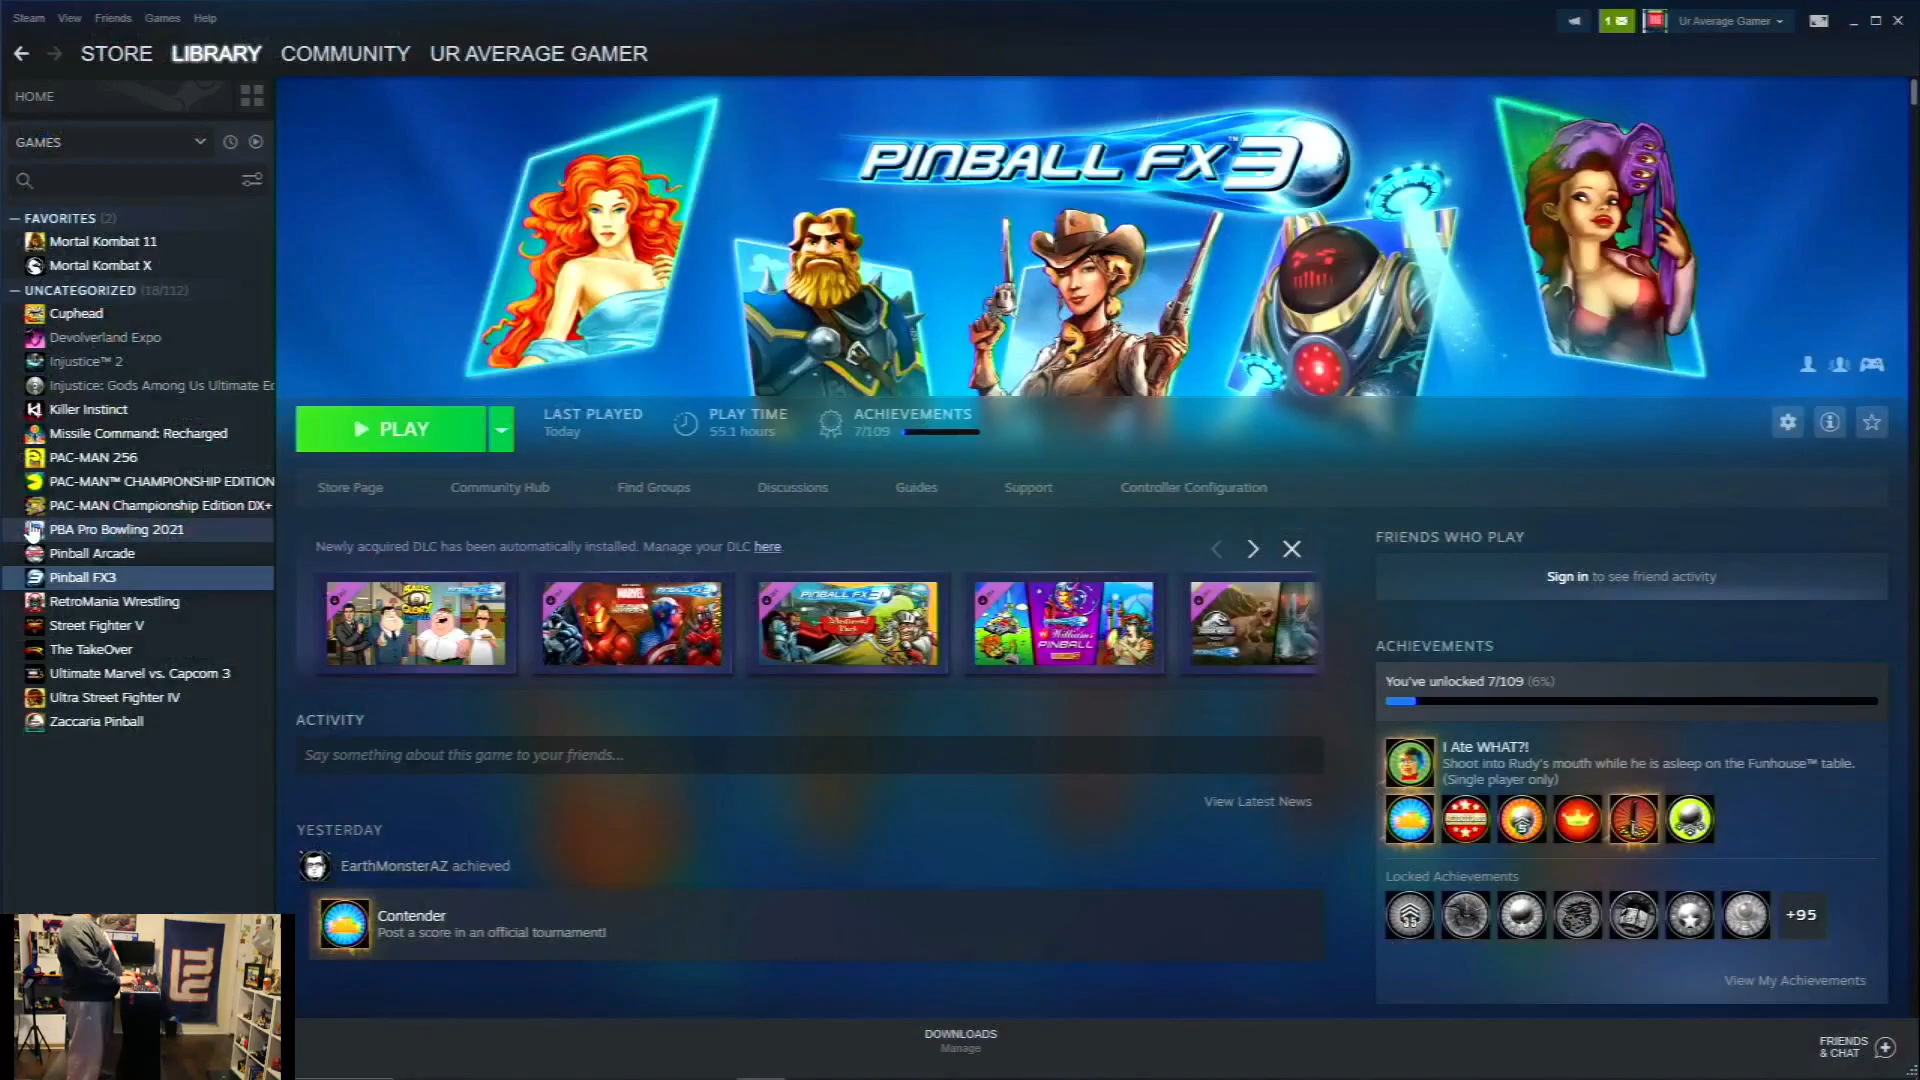 Steam View Friends Games Help
1
Ur Average Gamer
STORE LIBRARY COMMUNITY UR AVERAGE GAMER
HOME
GAMES
— FAVORITES (2)
Mortal Kombat 11
Mortal Kombat X
— UNCATEGORIZED (18/112)
Cuphead
Devolverland Expo
Injustice™ 2
Injustice: Gods Among Us Ultimate Ec
Killer Instinct
Missile Command: Recharged
PAC-MAN 256
PAC-MAN™ CHAMPIONSHIP EDITION
PAC-MAN Championship Edition DX+
PBA Pro Bowling 2021
Pinball Arcade
Pinball FX3
RetroMania Wrestling
Street Fighter V
The TakeOver
Ultimate Marvel vs. Capcom 3
Ultra Street Fighter IV
Zaccaria Pinball
PINBALL FX3™
PLAY
LAST PLAYED
Today
PLAY TIME
55.1 hours
ACHIEVEMENTS
7/109
Store Page Community Hub Find Groups Discussions Guides Support Controller Configuration
Newly acquired DLC has been automatically installed. Manage your DLC here.
MARVEL
PINBALL FX3
Williams
PINBALL
ACTIVITY
Say something about this game to your friends...
View Latest News
YESTERDAY
EarthMonsterAZ achieved
Contender
Post a score in an official tournament!
FRIENDS WHO PLAY
Sign in to see friend activity
ACHIEVEMENTS
You've unlocked 7/109 (6%)
I Ate WHAT?!
Shoot into Rudy's mouth while he is asleep on the Funhouse™ table.
(Single player only)
Locked Achievements
35
+95
View My Achievements
DOWNLOADS
Manage
FRIENDS
& CHAT